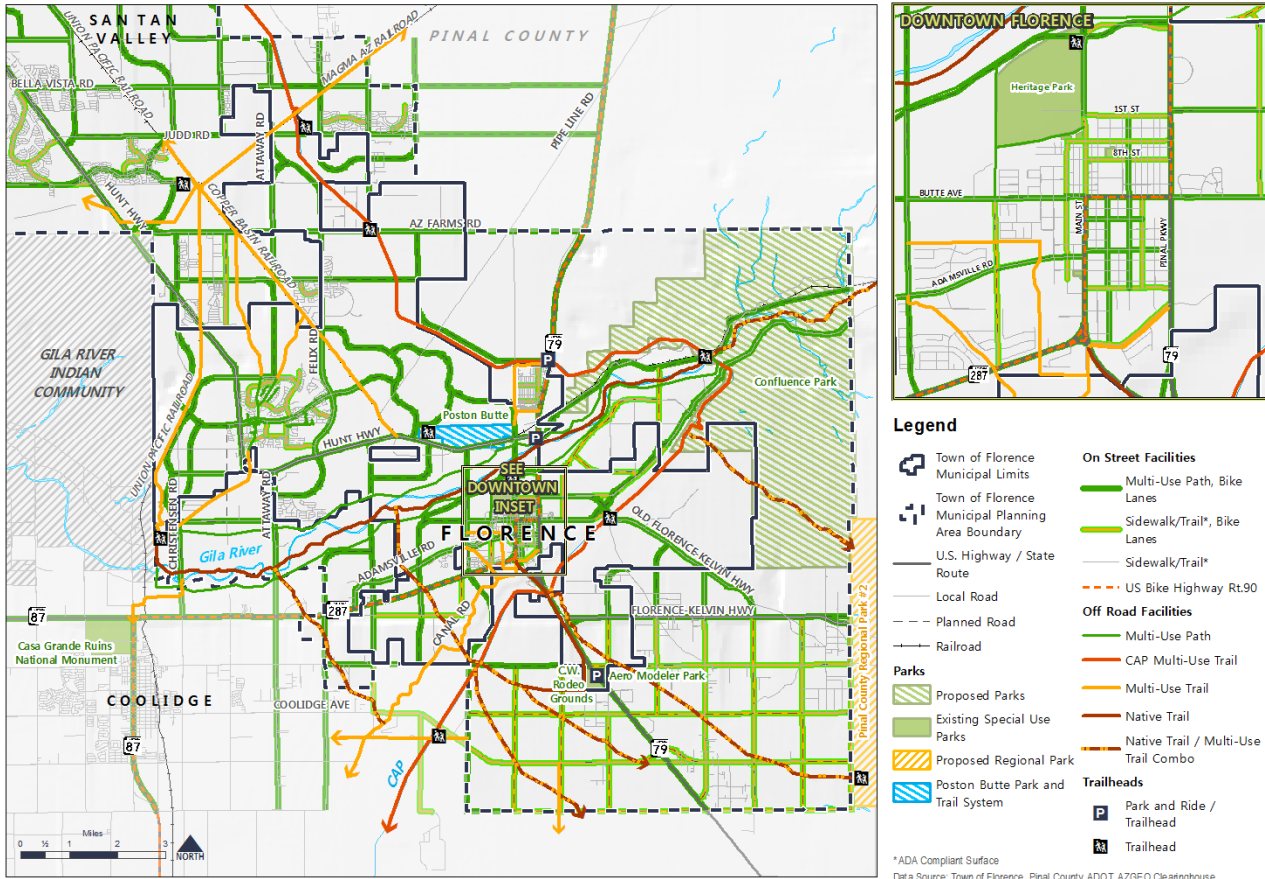 SAN TAN
VALLEY
UNION PACIFIC RAILROAD
MAGMA AZ RAILROAD
PINAL COUNTY
BELLA VISTA RD
JUDD RD
ATTAWAY RD
PIPE LINE RD
HUNT HWY
COPPER BASIN RAILROAD
AZ FARMS RD
GILA RIVER
INDIAN
COMMUNITY
FELIX RD
79
Confluence Park
UNION PACIFIC RAILROAD
Poston Butte
HUNT HWY
SEE
DOWNTOWN
INSET
CHRISTENSEN RD
ATTAWAY RD
FLORENCE
OLD FLORENCE-KELVIN HWY
Gila River
ADAMSVILLE RD
287
CANAL RD
FLORENCE-KELVIN HWY
87
Casa Grande Ruins
National Monument
COOLIDGE
COOLIDGE AVE
C.W.
Rodeo
Grounds
Aero Modeler Park
Pinal County Regional Park #2
87
79
CAP
Miles
0 ½ 1 2 3
NORTH
DOWNTOWN FLORENCE
Heritage Park
1ST ST
8TH ST
BUTTE AVE
MAIN ST
PINAL PKWY
ADAMSVILLE RD
79
287
Legend
Town of Florence
Municipal Limits
Town of Florence
Municipal Planning
Area Boundary
U.S. Highway / State
Route
Local Road
Planned Road
Railroad
Parks
Proposed Parks
Existing Special Use
Parks
Proposed Regional Park
Poston Butte Park and
Trail System
On Street Facilities
Multi-Use Path, Bike
Lanes
Sidewalk/Trail*, Bike
Lanes
Sidewalk/Trail*
US Bike Highway Rt.90
Off Road Facilities
Multi-Use Path
CAP Multi-Use Trail
Multi-Use Trail
Native Trail
Native Trail / Multi-Use
Trail Combo
Trailheads
P
Park and Ride /
Trailhead
Trailhead
*ADA Compliant Surface
Data Source: Town of Florence, Pinal County, ADOT, AZGEO Clearinghouse